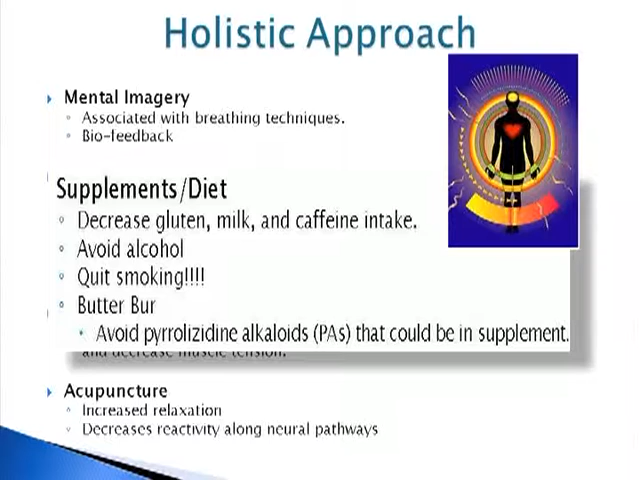 Holistic Approach
Mental Imagery
Associated with breathing techniques.
Bio-feedback
Supplements/Diet
Decrease gluten, milk, and caffeine intake.
Avoid alcohol
Quit smoking!!!!
Butter Bur
Avoid pyrrolizidine alkaloids (PAs) that could be in supplement.
and decrease muscle tension.
Acupuncture
Increased relaxation
Decreases reactivity along neural pathways